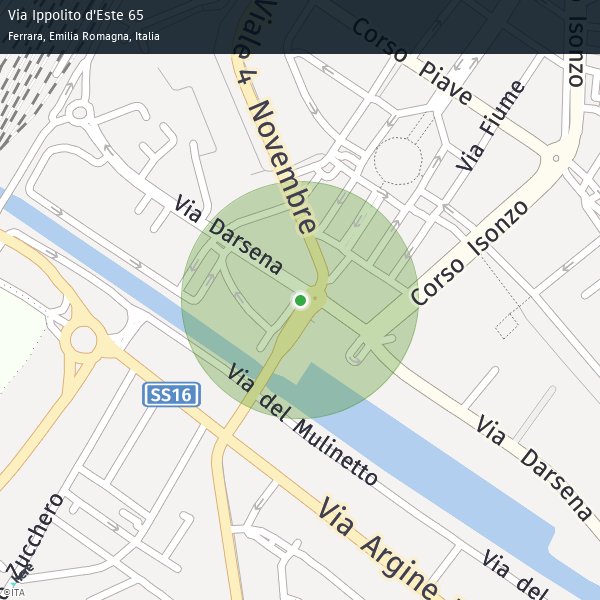 Via Ippolito d'Este 65
Ferrara, Emilia Romagna, Italia
Viale 4 Novembre
Corso Piave
Isonzo
Via Fiume
Via Darsena
Corso Isonzo
SS16
Via del Mulinetto
Via Darsena
Via Argine
Zucchero
Via del
©ITA